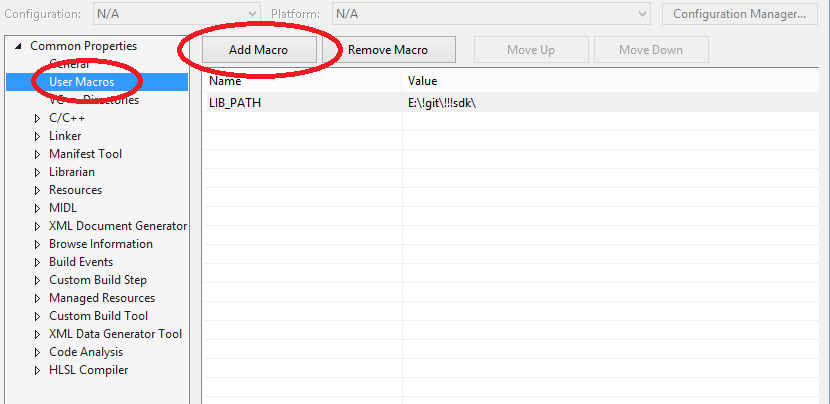 Configuration: N/A Platform: N/A Configuration Manager...
Common Properties
General
User Macros
VC++ Directories
C/C++
Linker
Manifest Tool
Librarian
Resources
MIDL
XML Document Generator
Browse Information
Build Events
Custom Build Step
Managed Resources
Custom Build Tool
XML Data Generator Tool
Code Analysis
HLSL Compiler
Add Macro Remove Macro Move Up Move Down
Name Value
LIB_PATH E:\!git\!!!sdk\